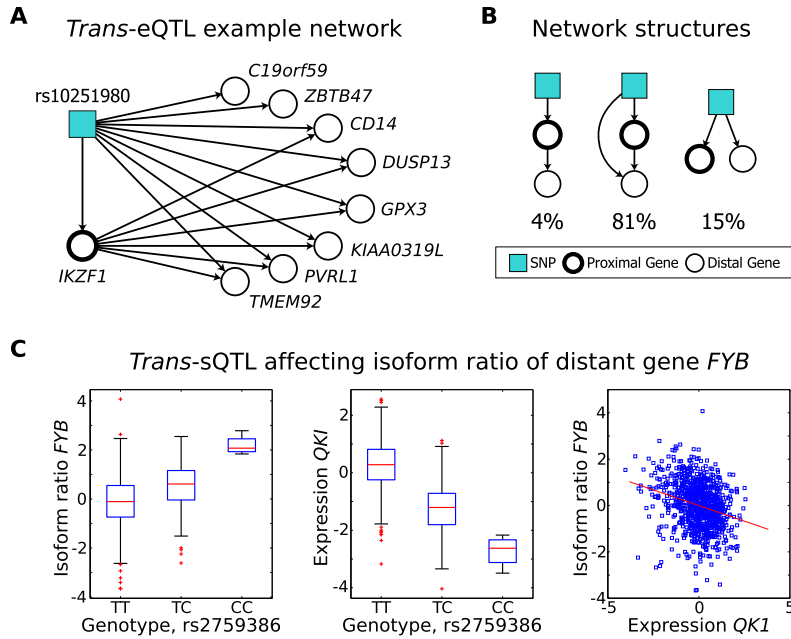 A
Trans-eQTL example network
rs10251980
C19orf59
ZBTB47
CD14
DUSP13
GPX3
KIAA0319L
PVRL1
TMEM92
IKZF1
B
Network structures
4%
81%
15%
SNP
Proximal Gene
Distal Gene
C
Trans-sQTL affecting isoform ratio of distant gene FYB
Isoform ratio FYB
4
2
0
-2
-4
TT
TC
CC
Genotype, rs2759386
Expression QKI
2
0
-2
-4
TT
TC
CC
Genotype, rs2759386
Isoform ratio FYB
4
2
0
-2
-4
-5
0
5
Expression QK1